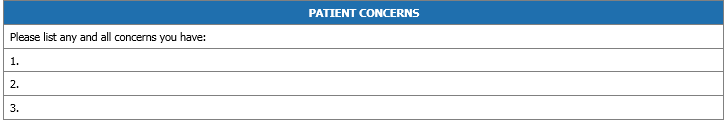 PATIENT CONCERNS
Please list any and all concerns you have:
1.
2.
3.